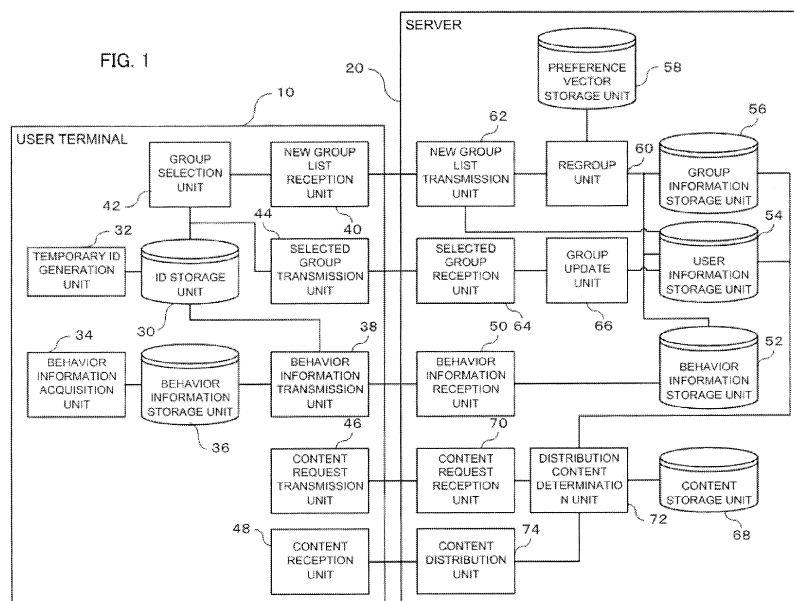 FIG. 1
SERVER
20
PREFERENCE
VECTOR
STORAGE UNIT
58
10
USER TERMINAL
62
56
GROUP
SELECTION
UNIT
42
NEW GROUP
LIST
RECEPTION
UNIT
40
NEW GROUP
LIST
TRANSMISSION
UNIT
REGROUP
UNIT
60
GROUP
INFORMATION
STORAGE UNIT
32
44
54
TEMPORARY ID
GENERATION
UNIT
ID STORAGE
UNIT
30
SELECTED
GROUP
TRANSMISSION
UNIT
SELECTED
GROUP
RECEPTION
UNIT
64
GROUP
UPDATE
UNIT
66
USER
INFORMATION
STORAGE UNIT
34
38
50
52
BEHAVIOR
INFORMATION
ACQUISITION
UNIT
BEHAVIOR
INFORMATION
STORAGE UNIT
36
BEHAVIOR
INFORMATION
TRANSMISSION
UNIT
BEHAVIOR
INFORMATION
RECEPTION
UNIT
BEHAVIOR
INFORMATION
STORAGE UNIT
46
70
CONTENT
REQUEST
TRANSMISSION
UNIT
CONTENT
REQUEST
RECEPTION
UNIT
DISTRIBUTION
CONTENT
DETERMINA
TION UNIT
72
CONTENT
STORAGE UNIT
68
48
74
CONTENT
RECEPTION
UNIT
CONTENT
DISTRIBUTION
UNIT